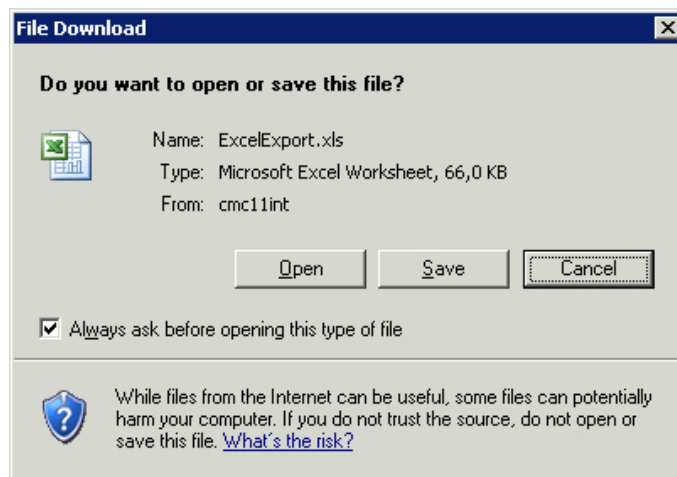 File Download
Do you want to open or save this file?
Name: ExcelExport.xls
Type: Microsoft Excel Worksheet, 66,0 KB
From: cmc11int
Open Save Cancel
Always ask before opening this type of file
While files from the Internet can be useful, some files can potentially
harm your computer. If you do not trust the source, do not open or
save this file. What´s the risk?